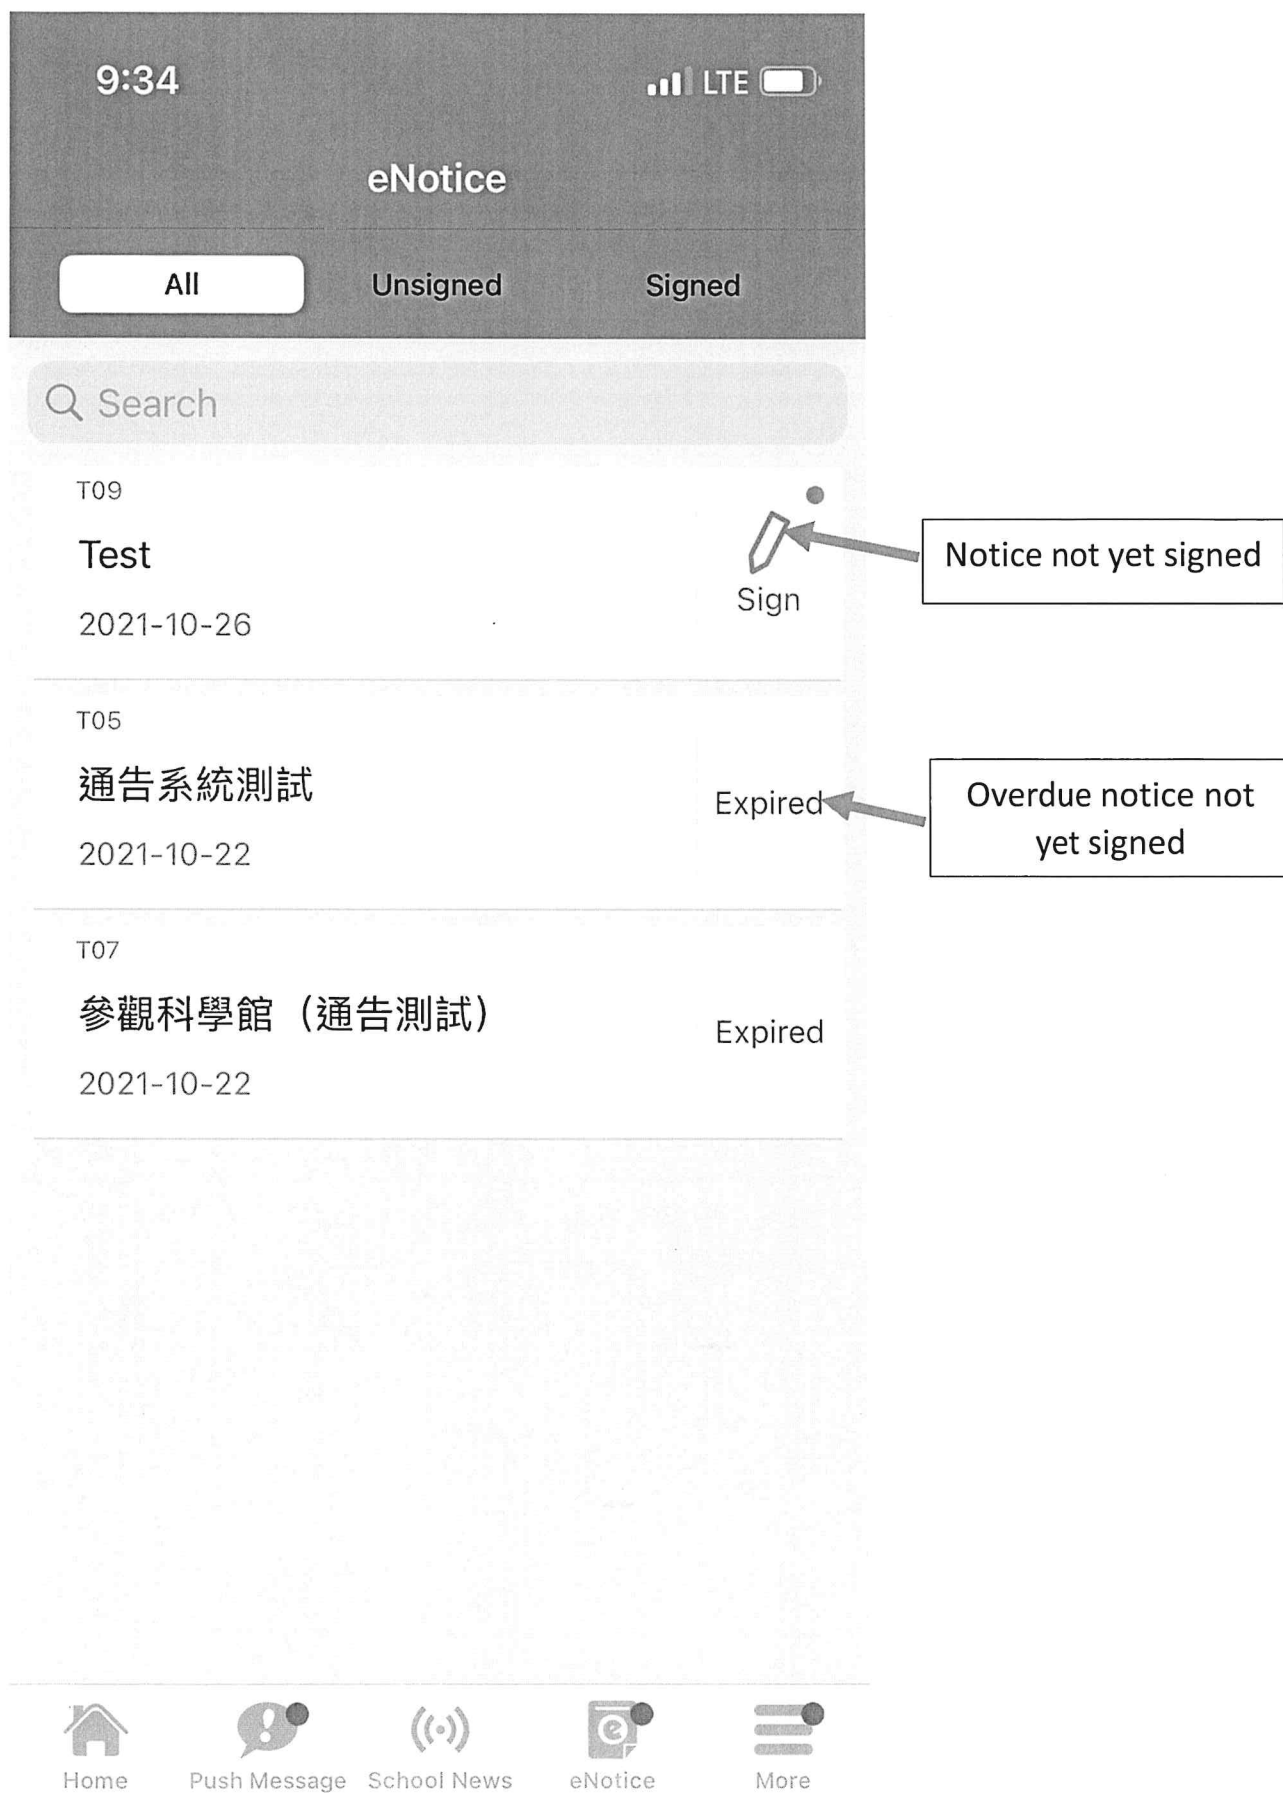 9:34
LTE
eNotice
All
Unsigned
Signed
Search
T09
Test
2021-10-26
Sign
Notice not yet signed
T05
通告系統測試
2021-10-22
Expired
Overdue notice not
yet signed
T07
參觀科學館（通告測試）
2021-10-22
Expired
Home
Push Message
School News
eNotice
More